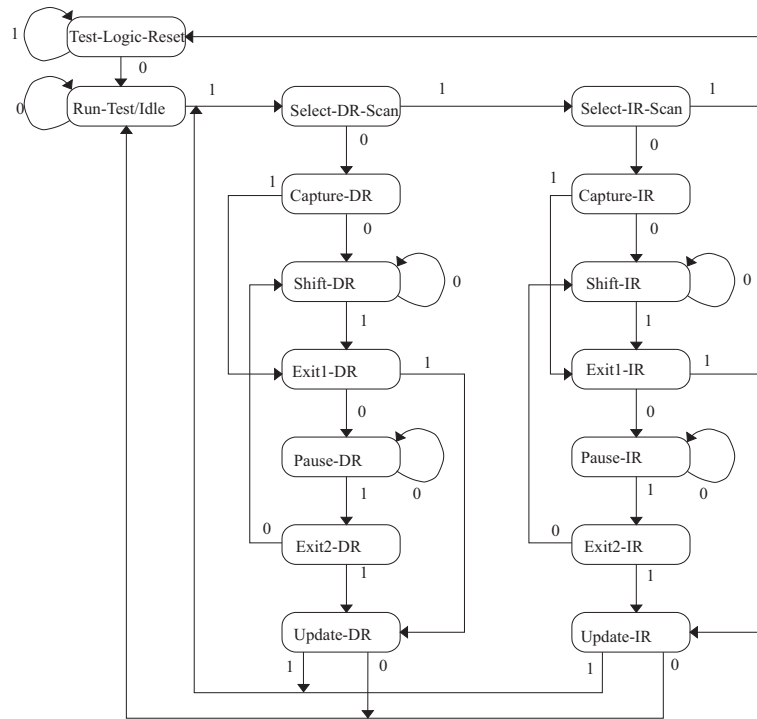 1
Test-Logic-Reset
0
0
Run-Test/Idle
1
Select-DR-Scan
1
Select-IR-Scan
1
0
0
1
Capture-DR
0
1
Capture-IR
0
Shift-DR
0
1
Shift-IR
0
1
Exit1-DR
1
0
Exit1-IR
1
0
Pause-DR
0
1
Pause-IR
0
1
0
Exit2-DR
1
0
Exit2-IR
1
Update-DR
1
0
Update-IR
1
0